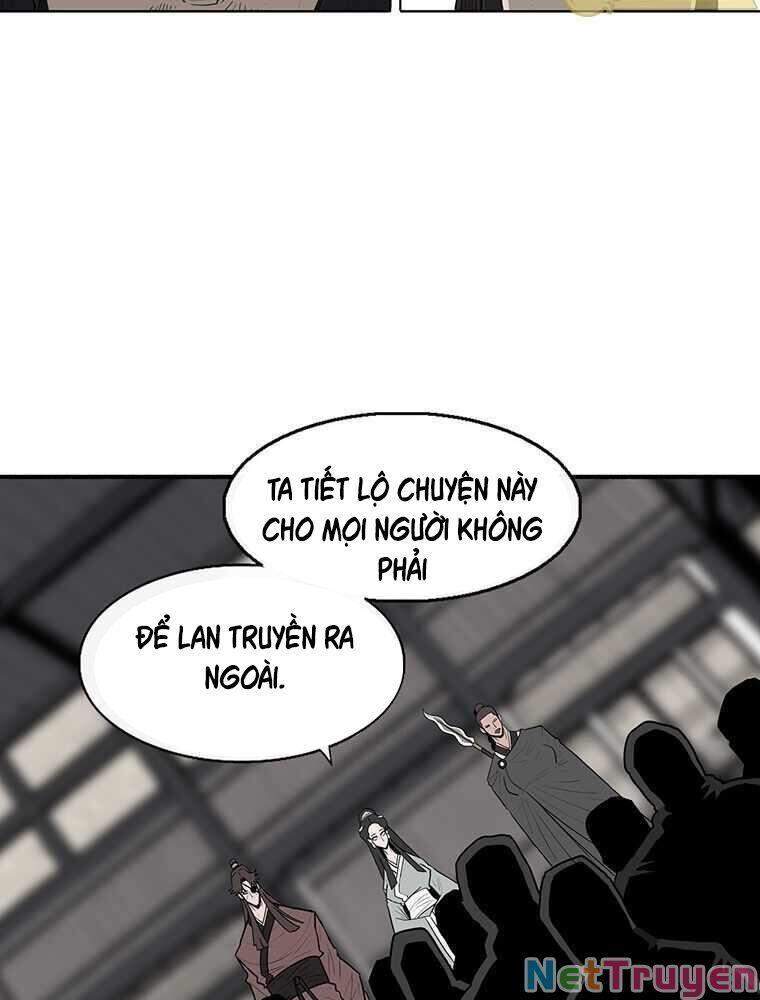 TA TIẾT LỘ CHUYỆN NÀY
CHO MỌI NGƯỜI KHÔNG
PHẢI
ĐỂ LAN TRUYỀN RA
NGOÀI.
NetTruyen